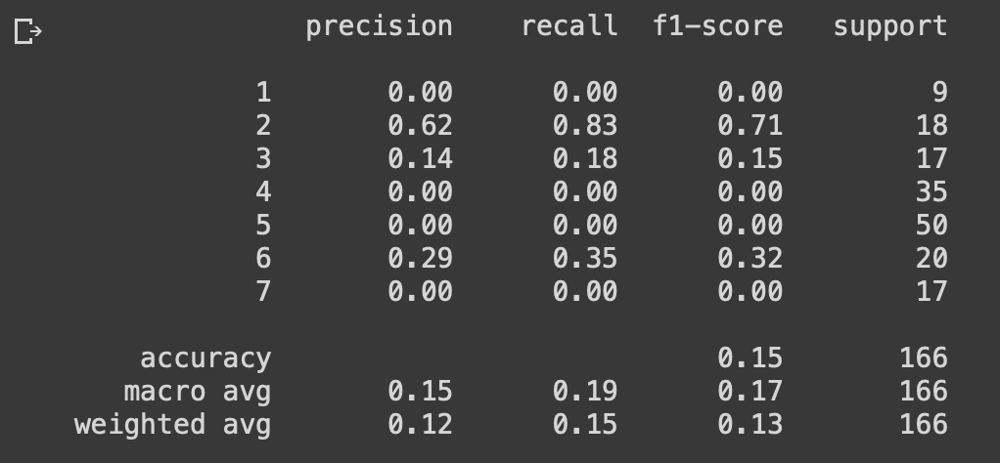 precision recall f1-score support
1 0.00 0.00 0.00 9
2 0.62 0.83 0.71 18
3 0.14 0.18 0.15 17
4 0.00 0.00 0.00 35
5 0.00 0.00 0.00 50
6 0.29 0.35 0.32 20
7 0.00 0.00 0.00 17
accuracy 0.15 166
macro avg 0.15 0.19 0.17 166
weighted avg 0.12 0.15 0.13 166